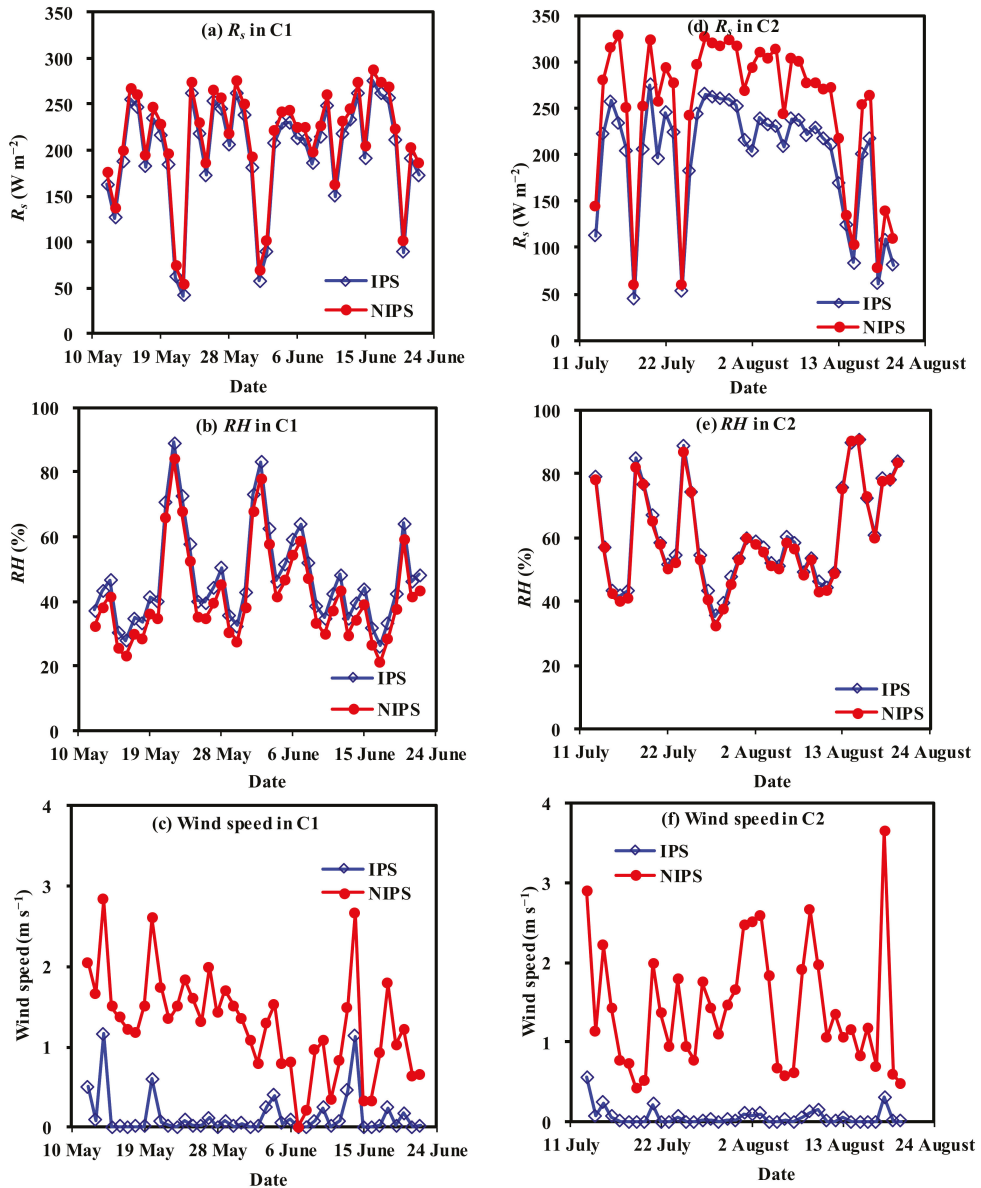 (a) Rs in C1
350
300
250
200
150
100
50
0
Rs (W m−2)
IPS
NIPS
10 May 19 May 28 May 6 June 15 June 24 June
Date
(d) Rs in C2
350
300
250
200
150
100
50
0
Rs (W m−2)
IPS
NIPS
11 July 22 July 2 August 13 August 24 August
Date
(b) RH in C1
100
80
60
40
20
0
RH (%)
IPS
NIPS
10 May 19 May 28 May 6 June 15 June 24 June
Date
(e) RH in C2
100
80
60
40
20
0
RH (%)
IPS
NIPS
11 July 22 July 2 August 13 August 24 August
Date
(c) Wind speed in C1
4
3
2
1
0
Wind speed (m s−1)
IPS
NIPS
10 May 19 May 28 May 6 June 15 June 24 June
Date
(f) Wind speed in C2
4
3
2
1
0
Wind speed (m s−1)
IPS
NIPS
11 July 22 July 2 August 13 August 24 August
Date